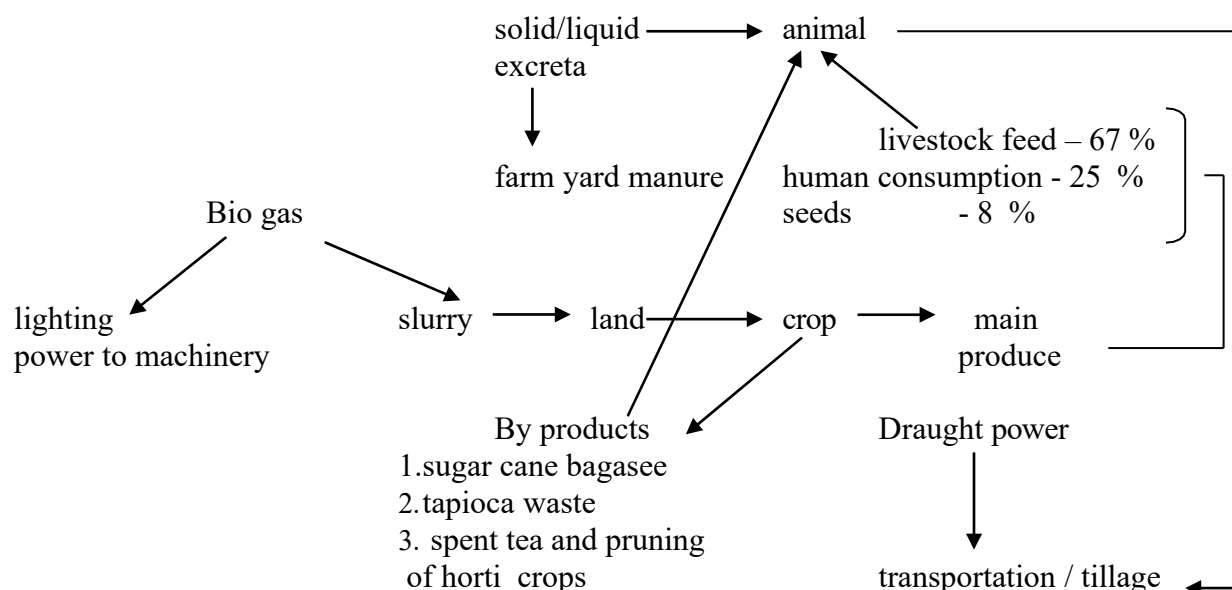 solid/liquid animal
excreta
livestock feed – 67 %
farm yard manure human consumption - 25 %
Bio gas seeds - 8 %
lighting slurry land crop main
power to machinery produce
By products Draught power
1.sugar cane bagasee
2.tapioca waste
3. spent tea and pruning
of horti crops transportation / tillage